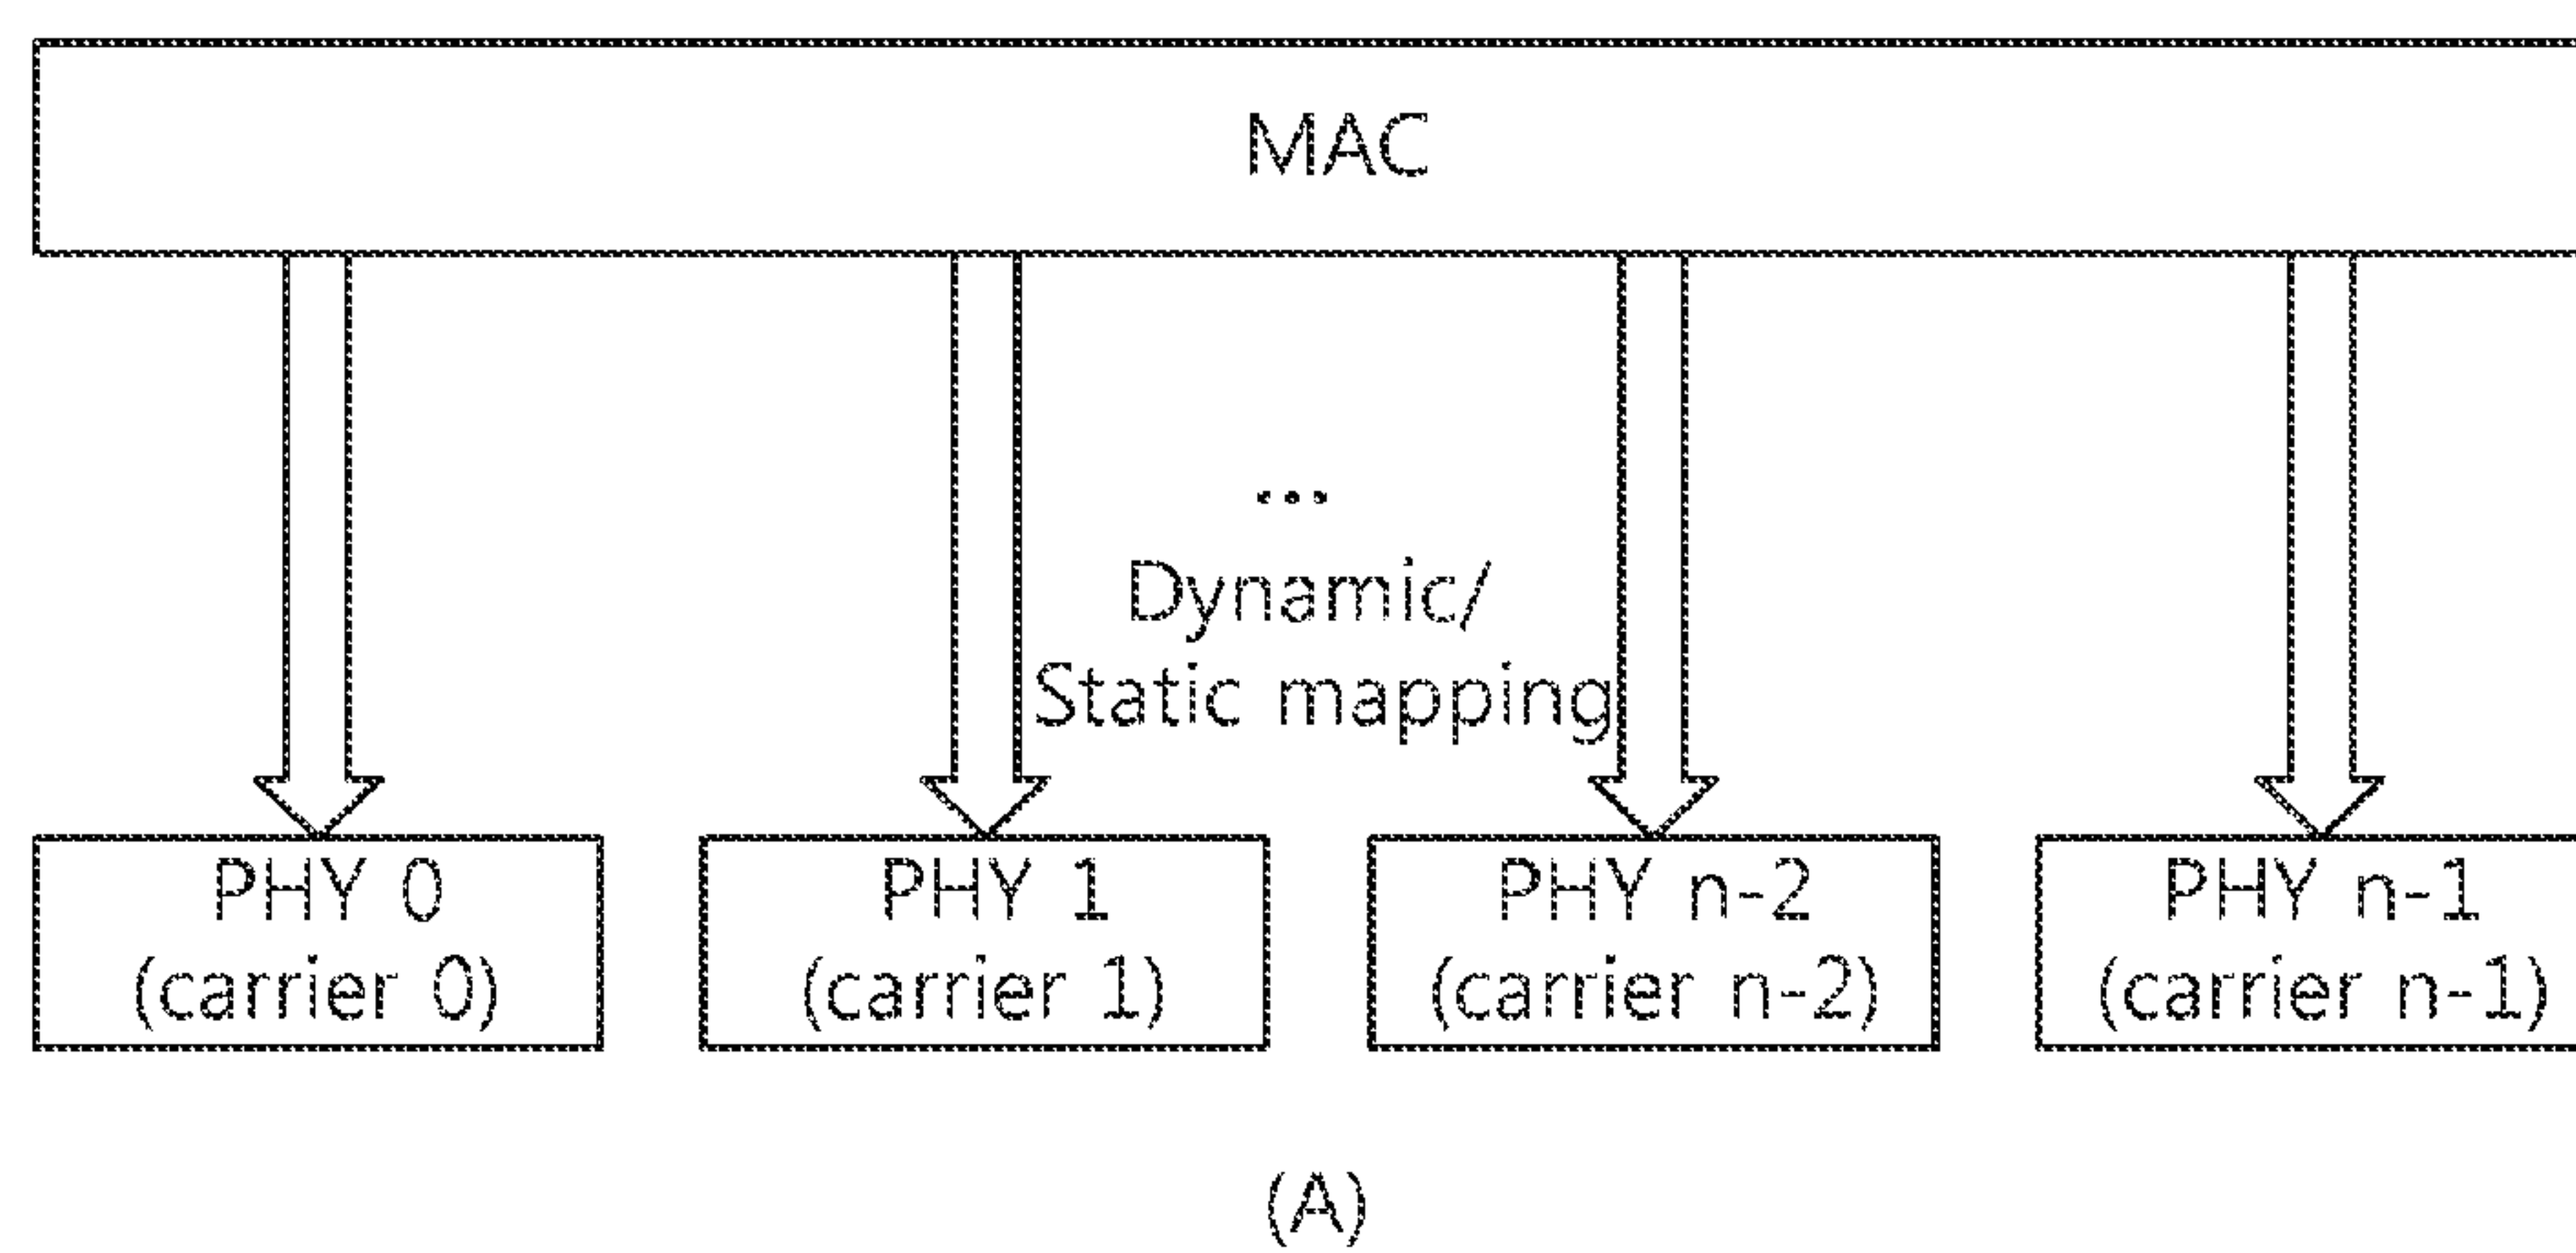 MAC
...
Dynamic/
Static mapping
PHY 0
(carrier 0)
PHY 1
(carrier 1)
PHY n-2
(carrier n-2)
PHY n-1
(carrier n-1)
(A)